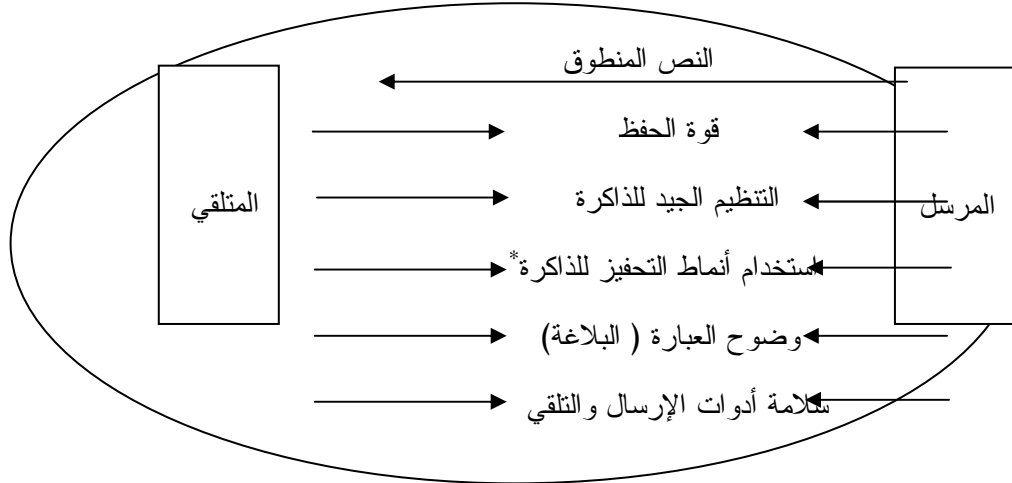 النص المنطوق
قوة الحفظ
المرسل
التنظيم الجيد للذاكرة
المتلقي
استخدام أنماط التحفيز للذاكرة*
وضوح العبارة ( البلاغة)
سلامة أدوات الإرسال والتلقي